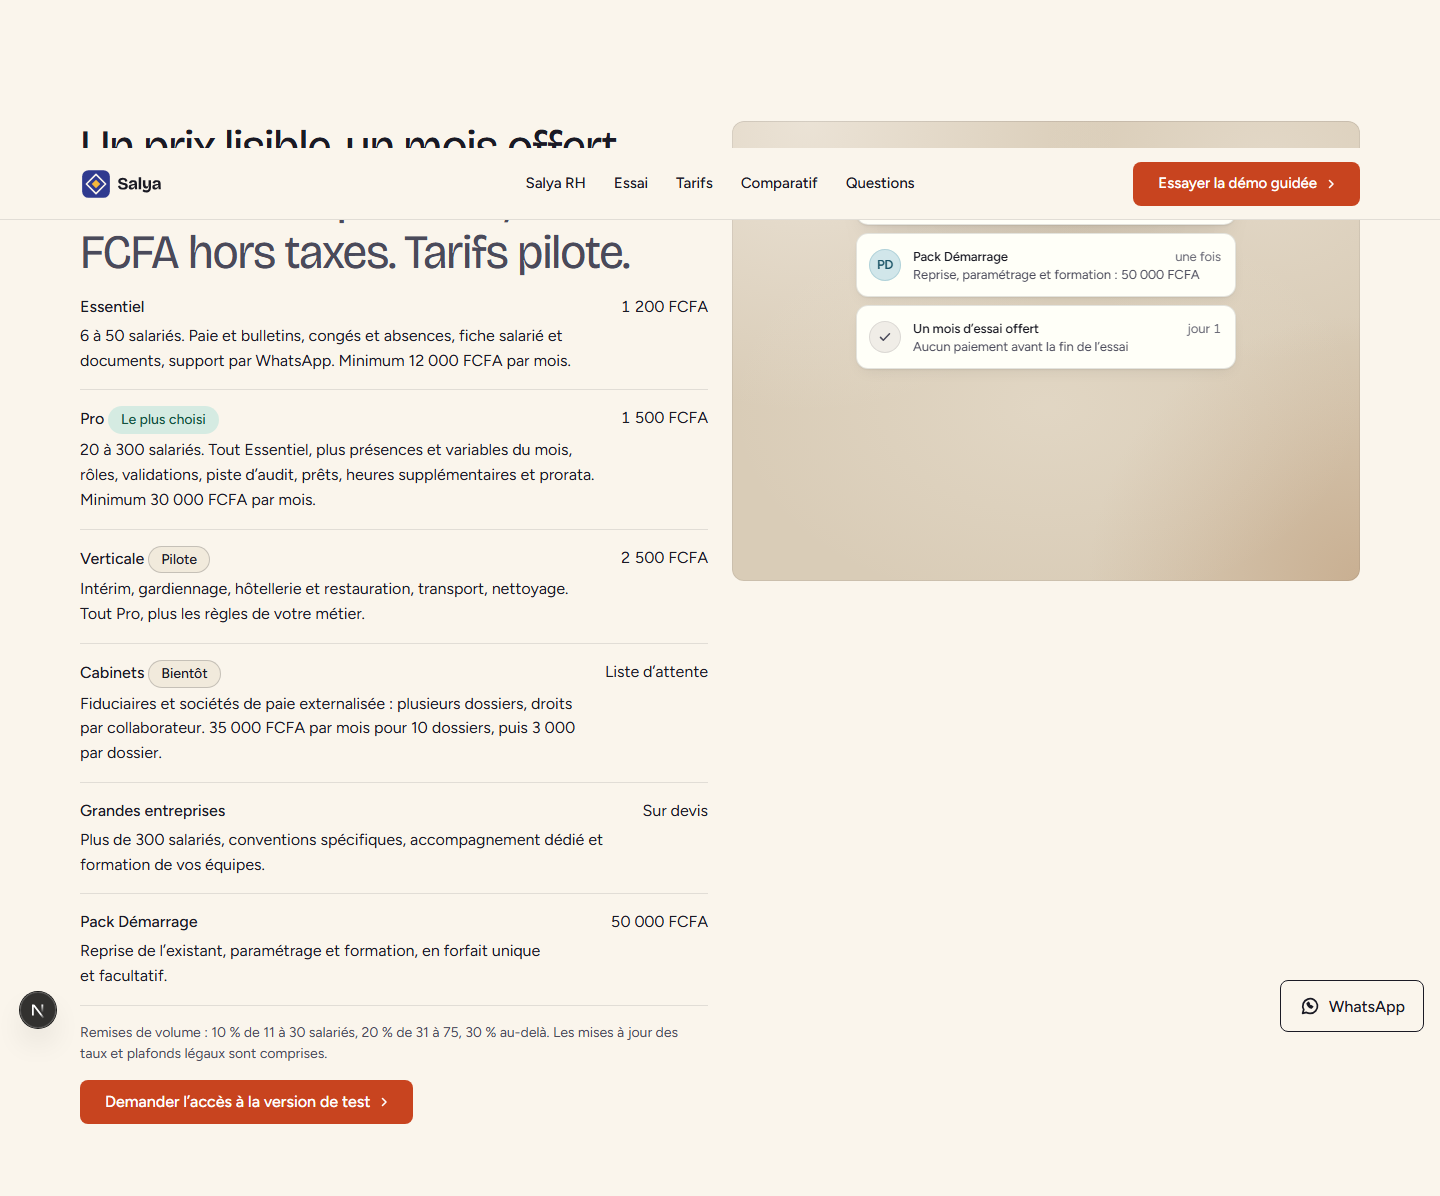 Un prix lisible, un mois offert.
Salya
Salya RH
Essai
Tarifs
Comparatif
Questions
Essayer la démo guidée
FCFA hors taxes. Tarifs pilote.
Essentiel
1 200 FCFA
6 à 50 salariés. Paie et bulletins, congés et absences, fiche salarié et
documents, support par WhatsApp. Minimum 12 000 FCFA par mois.
Pro
Le plus choisi
1 500 FCFA
20 à 300 salariés. Tout Essentiel, plus présences et variables du mois,
rôles, validations, piste d’audit, prêts, heures supplémentaires et prorata.
Minimum 30 000 FCFA par mois.
Verticale
Pilote
2 500 FCFA
Intérim, gardiennage, hôtellerie et restauration, transport, nettoyage.
Tout Pro, plus les règles de votre métier.
Cabinets
Bientôt
Liste d’attente
Fiduciaires et sociétés de paie externalisée : plusieurs dossiers, droits
par collaborateur. 35 000 FCFA par mois pour 10 dossiers, puis 3 000
par dossier.
Grandes entreprises
Sur devis
Plus de 300 salariés, conventions spécifiques, accompagnement dédié et
formation de vos équipes.
Pack Démarrage
50 000 FCFA
Reprise de l’existant, paramétrage et formation, en forfait unique
et facultatif.
Remises de volume : 10 % de 11 à 30 salariés, 20 % de 31 à 75, 30 % au-delà. Les mises à jour des
taux et plafonds légaux sont comprises.
Demander l’accès à la version de test
PD
Pack Démarrage
une fois
Reprise, paramétrage et formation : 50 000 FCFA
Un mois d’essai offert
jour 1
Aucun paiement avant la fin de l’essai
N
WhatsApp